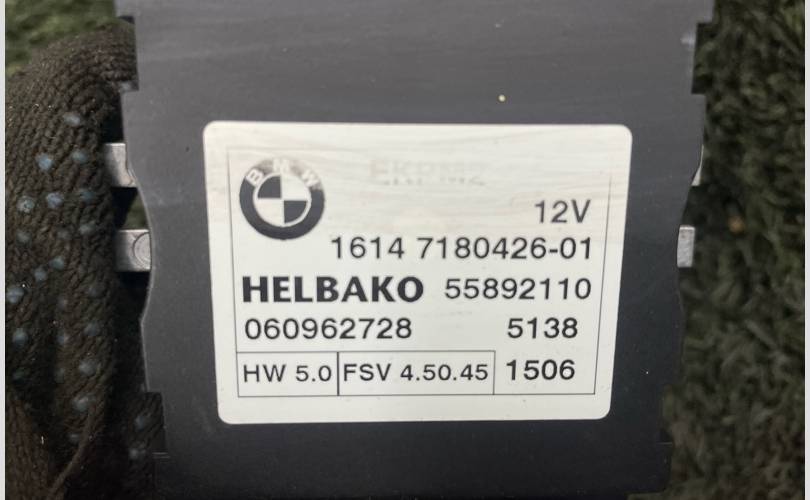 BMW
EKPM2
12V
1614 7180426-01
HELBAKO 55892110
060962728 5138
HW 5.0 FSV 4.50.45 1506